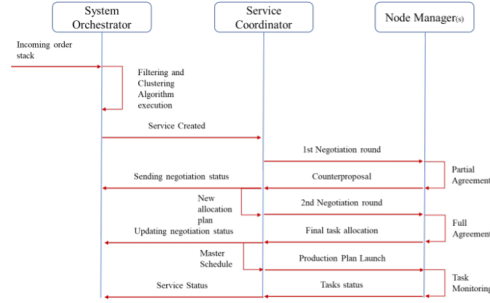 System
Orchestrator
Service
Coordinator
Node Manager(s)
Incoming order
stack
Filtering and
Clustering
Algorithm
execution
Service Created
1st Negotiation round
Partial
Agreement
Sending negotiation status
Counterproposal
New
allocation
plan
2nd Negotiation round
Full
Agreement
Updating negotiation status
Final task allocation
Master
Schedule
Production Plan Launch
Task
Monitoring
Service Status
Tasks status